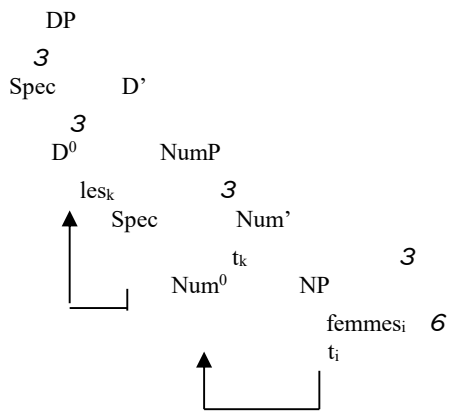 DP
3
Spec D’
3
D⁰ NumP
lesₖ 3
Spec Num’
tₖ 3
Num⁰ NP
femmesᵢ 6
tᵢ